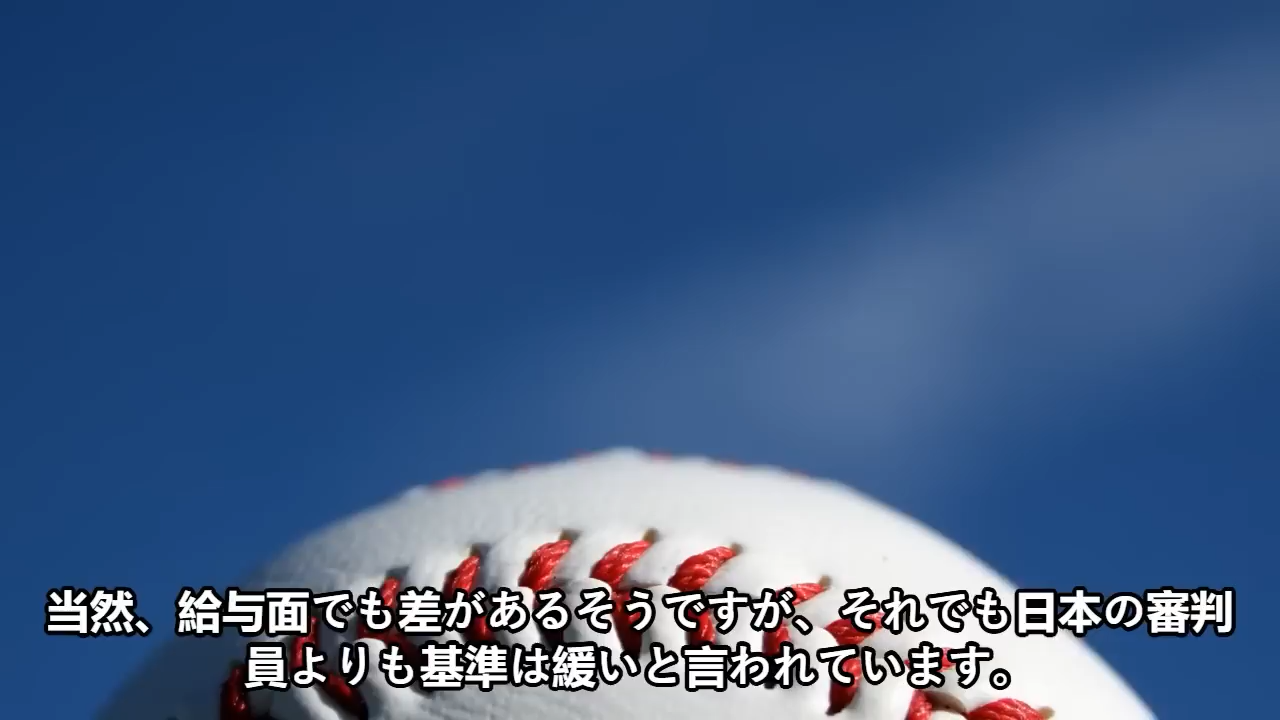 当然、給与面でも差があるそうですが、それでも日本の審判
員よりも基準は緩いと言われています。